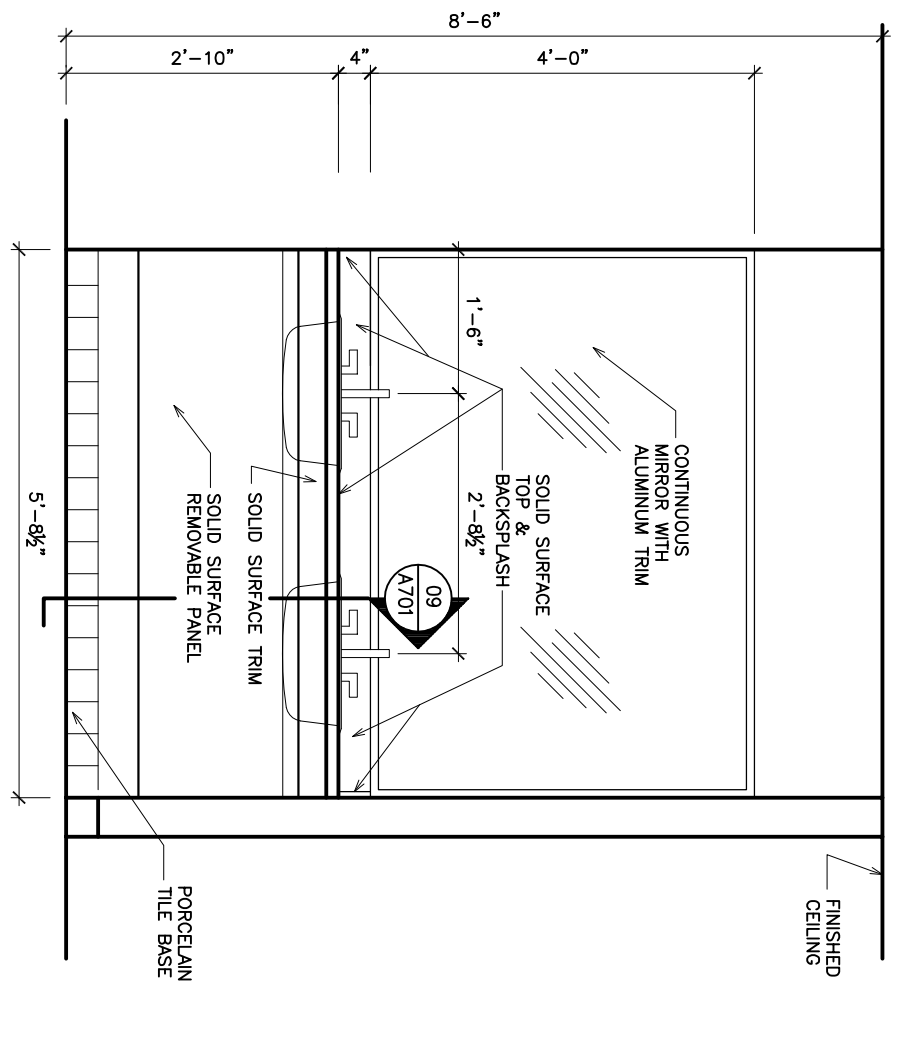 8'-6"
2'-10"
4"
4'-0"
1'-6"
2'-8½"
CONTINUOUS
MIRROR WITH
ALUMINUM TRIM
SOLID SURFACE
TOP &
BACKSPLASH
09
A701
SOLID SURFACE TRIM
SOLID SURFACE
REMOVABLE PANEL
5'-8½"
FINISHED
CEILING
PORCELAIN
TILE BASE